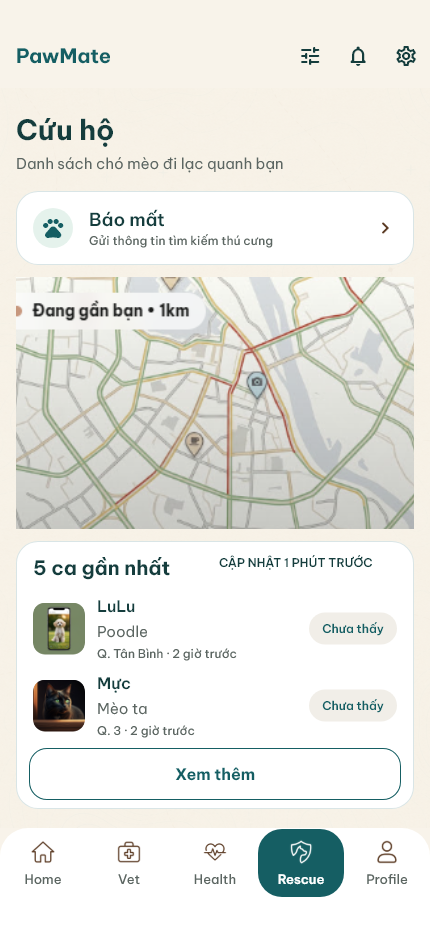 PawMate
Cứu hộ
Danh sách chó mèo đi lạc quanh bạn
Báo mất
Gửi thông tin tìm kiếm thú cưng
Đang gần bạn • 1km
5 ca gần nhất
CẬP NHẬT 1 PHÚT TRƯỚC
LuLu
Poodle
Q. Tân Bình · 2 giờ trước
Chưa thấy
Mực
Mèo ta
Q. 3 · 2 giờ trước
Chưa thấy
Xem thêm
Home
Vet
Health
Rescue
Profile